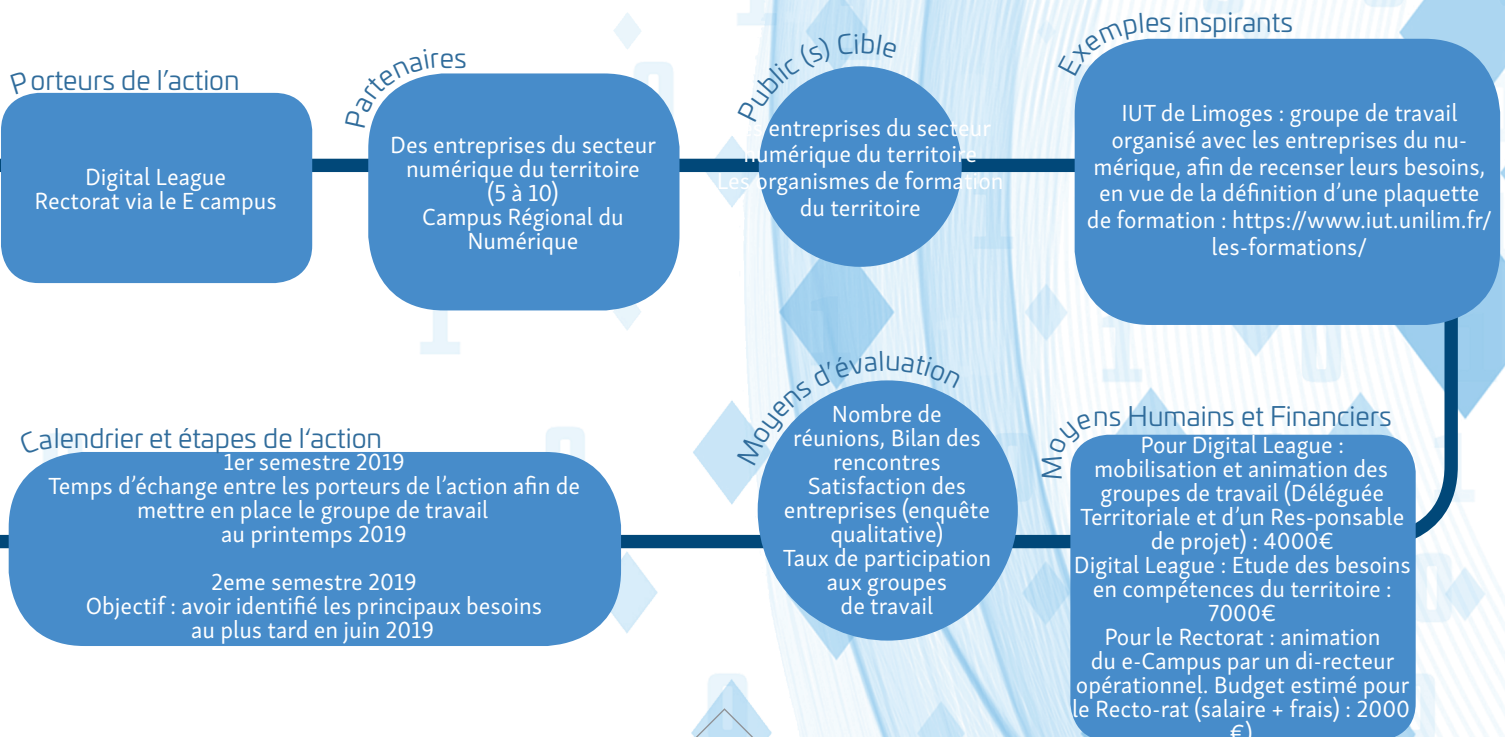 Porteurs de l’action
Digital League
Rectorat via le E campus
Partenaires
Des entreprises du secteur
numérique du territoire
(5 à 10)
Campus Régional du
Numérique
Public (s) Cible
entreprises du secteur
numérique du territoire
Les organismes de formation
du territoire
Exemples inspirants
IUT de Limoges : groupe de travail
organisé avec les entreprises du nu-
mérique, afin de recenser leurs besoins,
en vue de la définition d’une plaquette
de formation : https://www.iut.unilim.fr/
les-formations/
Moyens Humains et Financiers
Pour Digital League :
mobilisation et animation des
groupes de travail (Déléguée
Territoriale et d’un Res-ponsable
de projet) : 4000€
Digital League : Etude des besoins
en compétences du territoire :
7000€
Pour le Rectorat : animation
du e-Campus par un di-recteur
opérationnel. Budget estimé pour
le Recto-rat (salaire + frais) : 2000
€)
Moyens d'évaluation
Nombre de
réunions, Bilan des
rencontres
Satisfaction des
entreprises (enquête
qualitative)
Taux de participation
aux groupes
de travail
Calendrier et étapes de l’action
1er semestre 2019
Temps d’échange entre les porteurs de l’action afin de
mettre en place le groupe de travail
au printemps 2019
2eme semestre 2019
Objectif : avoir identifié les principaux besoins
au plus tard en juin 2019